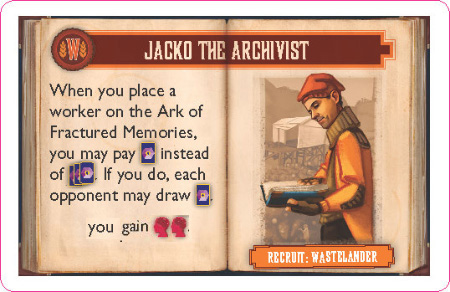 W
JACKO THE ARCHIVIST
When you place a
worker on the Ark of
Fractured Memories,
you may pay instead
of . If you do, each
opponent may draw .
you gain .
RECRUIT: WASTELANDER